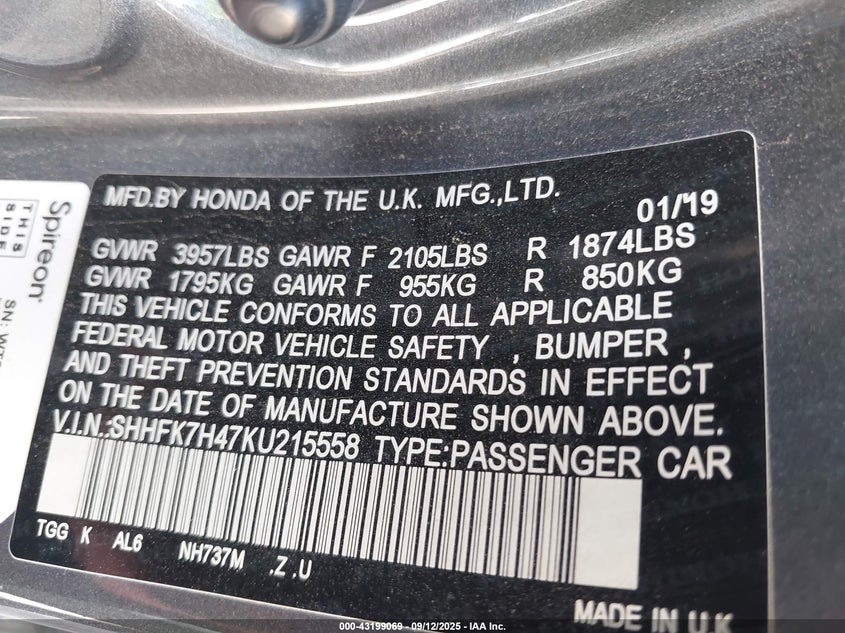 MFD.BY HONDA OF THE U.K. MFG.,LTD.
01/'19
GVWR 3957LBS GAWR F 2105LBS R 1874LBS
GVWR 1795KG GAWR F 955KG R 850KG
THIS VEHICLE CONFORMS TO ALL APPLICABLE
FEDERAL MOTOR VEHICLE SAFETY , BUMPER ,
AND THEFT PREVENTION STANDARDS IN EFFECT
ON THE DATE OF MANUFACTURE SHOWN ABOVE.
V.I.N.:SHHFK7H47KU215558 TYPE:PASSENGER CAR
TGG K AL6 NH737M .Z .U
MADE IN U.K
Spireon
THIS
SIDE
SN:
000-43199069 - 09/12/2025 - IAA Inc.